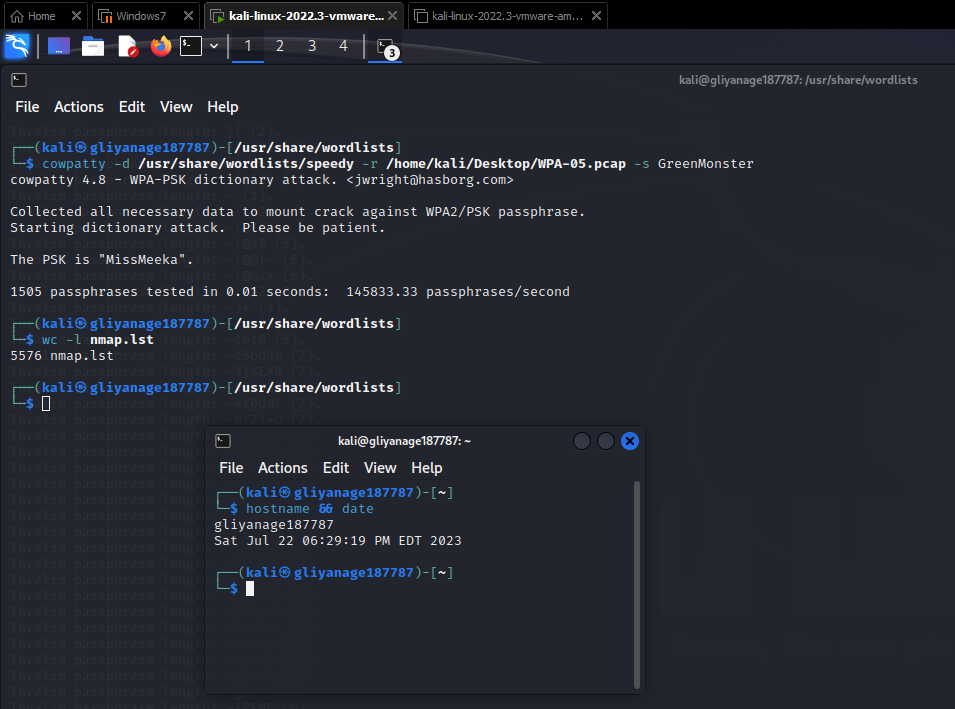 Home
Windows7
kali-linux-2022.3-vmware...
kali-linux-2022.3-vmware-am...
1 2 3 4
3
kali@gliyanage187787: /usr/share/wordlists
File Actions Edit View Help
┌──(kali㉿gliyanage187787)-[/usr/share/wordlists]
└─$ cowpatty -d /usr/share/wordlists/speedy -r /home/kali/Desktop/WPA-05.pcap -s GreenMonster
cowpatty 4.8 - WPA-PSK dictionary attack. <jwright@hasborg.com>
Collected all necessary data to mount crack against WPA2/PSK passphrase.
Starting dictionary attack.  Please be patient.
The PSK is "MissMeeka".
1505 passphrases tested in 0.01 seconds:  145833.33 passphrases/second
┌──(kali㉿gliyanage187787)-[/usr/share/wordlists]
└─$ wc -l nmap.lst
5576 nmap.lst
┌──(kali㉿gliyanage187787)-[/usr/share/wordlists]
└─$
kali@gliyanage187787: ~
File Actions Edit View Help
┌──(kali㉿gliyanage187787)-[~]
└─$ hostname && date
gliyanage187787
Sat Jul 22 06:29:19 PM EDT 2023
┌──(kali㉿gliyanage187787)-[~]
└─$